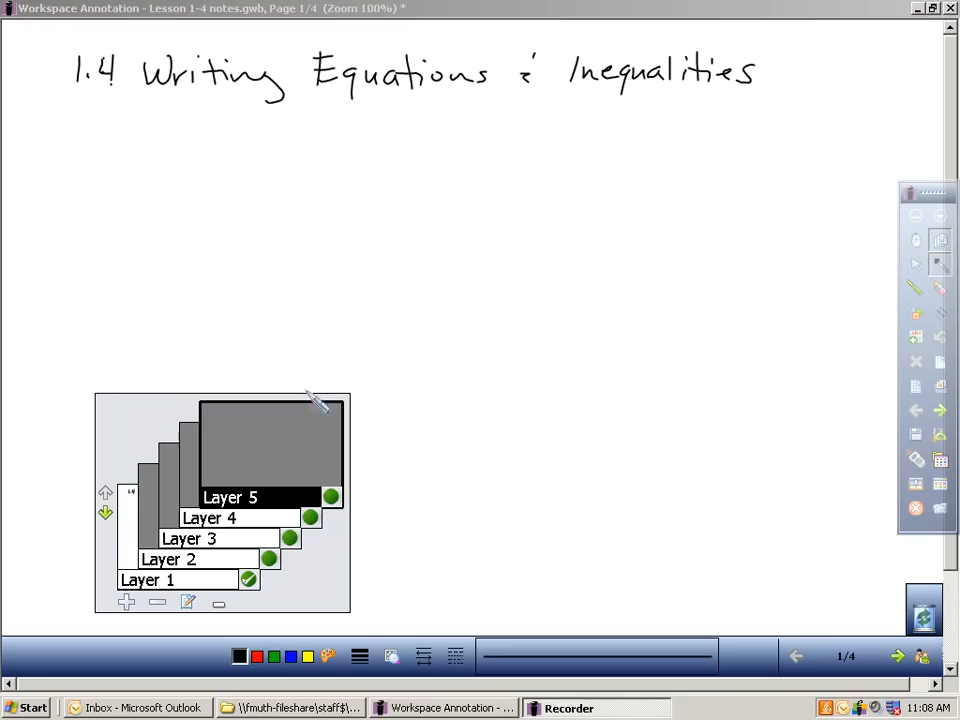 Workspace Annotation - Lesson 1-4 notes.gwb, Page 1/4 (Zoom 100%) *
1.4 Writing Equations & Inequalities
Layer 5
Layer 4
Layer 3
Layer 2
Layer 1
1/4
Start
Inbox - Microsoft Outlook
\\fmuth-fileshare\staff$\...
Workspace Annotation - ...
Recorder
11:08 AM